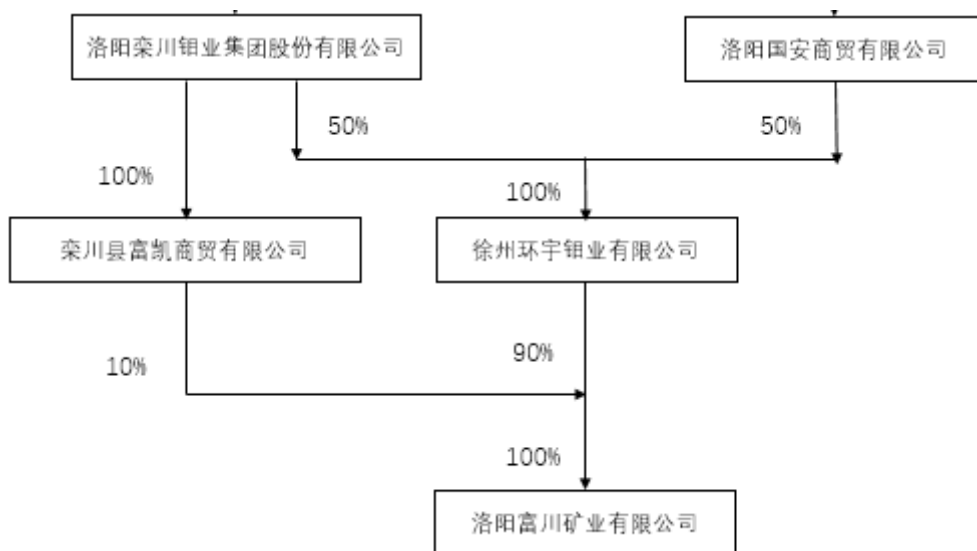 洛阳栾川钼业集团股份有限公司
洛阳国安商贸有限公司
50%
50%
100%
100%
栾川县富凯商贸有限公司
徐州环宇钼业有限公司
10%
90%
100%
洛阳富川矿业有限公司